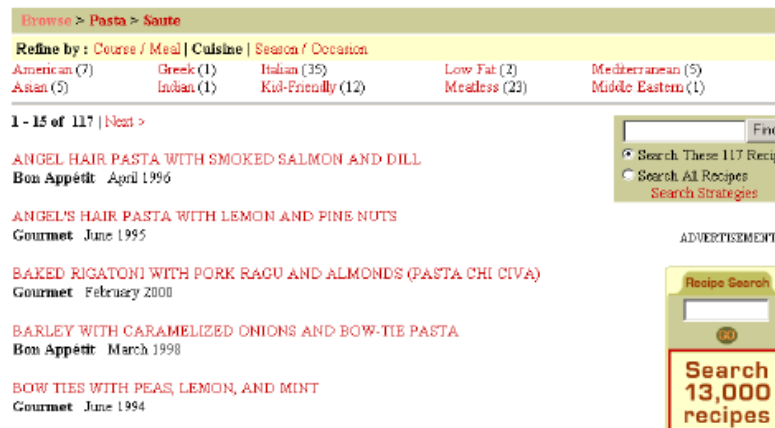 Browse > Pasta > Saute
Refine by : Course / Meal | Cuisine | Season / Occasion
American (7) Greek (1) Italian (35) Low Fat (2) Mediterranean (5)
Asian (5) Indian (1) Kid-Friendly (12) Meatless (23) Middle Eastern (1)
1 - 15 of 117 | Next >
Find
Search These 117 Reci
Search All Recipes
Search Strategies
ANGEL HAIR PASTA WITH SMOKED SALMON AND DILL
Bon Appétit April 1996
ANGEL'S HAIR PASTA WITH LEMON AND PINE NUTS
Gourmet June 1995
ADVERTISEMENT
BAKED RIGATONI WITH PORK RAGU AND ALMONDS (PASTA CHI CIVA)
Gourmet February 2000
BARLEY WITH CARAMELIZED ONIONS AND BOW-TIE PASTA
Bon Appétit March 1998
BOW TIES WITH PEAS, LEMON, AND MINT
Gourmet June 1994
Recipe Search
GO
Search
13,000
recipes